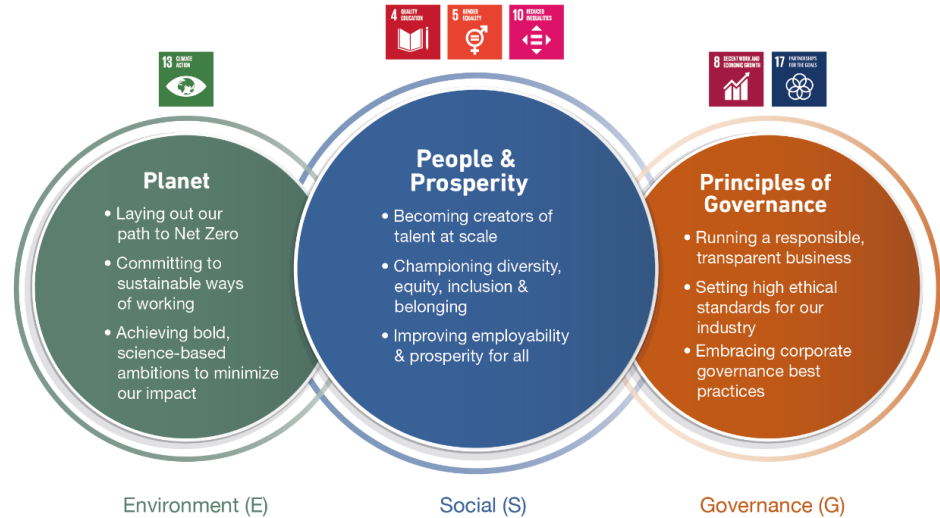 4 QUALITY
EDUCATION
5 GENDER
EQUALITY
10 REDUCED
INEQUALITIES
13 CLIMATE
ACTION
8 DECENT WORK AND
ECONOMIC GROWTH
17 PARTNERSHIPS
FOR THE GOALS
Planet
• Laying out our
path to Net Zero
• Committing to
sustainable ways
of working
• Achieving bold,
science-based
ambitions to minimize
our impact
People &
Prosperity
• Becoming creators of
talent at scale
• Championing diversity,
equity, inclusion &
belonging
• Improving employability
& prosperity for all
Principles of
Governance
• Running a responsible,
transparent business
• Setting high ethical
standards for our
industry
• Embracing corporate
governance best
practices
Environment (E)
Social (S)
Governance (G)